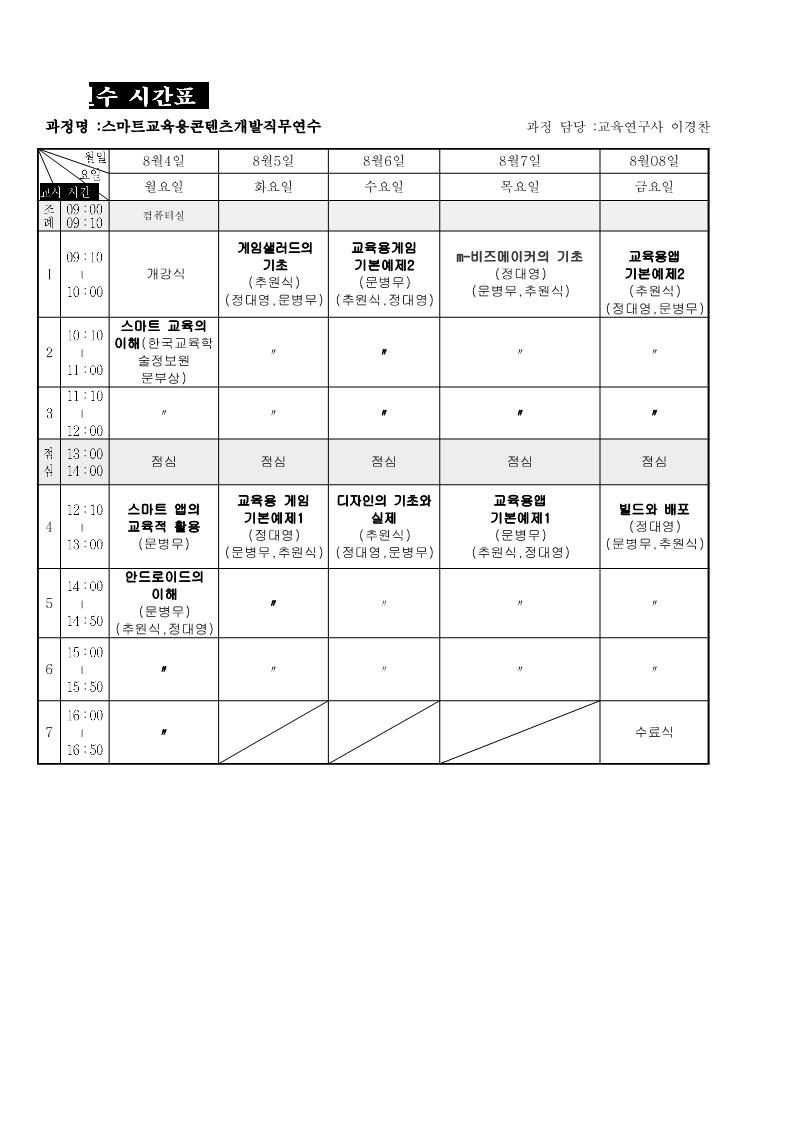 수 시간표
과정명 :스마트교육용콘텐츠개발직무연수 과정 담당 :교육연구사 이경찬
월일 8월4일 8월5일 8월6일 8월7일 8월08일
요일 월요일 화요일 수요일 목요일 금요일
교시 시간
조례 09:00 09:10 컴퓨터실
1
09:10
~
10:00
개강식
게임샐러드의
기초
(추원식)
(정대영,문병무)
교육용게임
기본예제2
(문병무)
(추원식,정대영)
m-비즈메이커의 기초
(정대영)
(문병무,추원식)
교육용앱
기본예제2
(추원식)
(정대영,문병무)
2
10:10
~
11:00
스마트 교육의
이해(한국교육학
술정보원
문부상)
〃 〃 〃 〃
3
11:10
~
12:00
〃 〃 〃 〃 〃
점심 13:00 14:00 점심 점심 점심 점심 점심
4
12:10
~
13:00
스마트 앱의
교육적 활용
(문병무)
교육용 게임
기본예제1
(정대영)
(문병무,추원식)
디자인의 기초와
실제
(추원식)
(정대영,문병무)
교육용앱
기본예제1
(문병무)
(추원식,정대영)
빌드와 배포
(정대영)
(문병무,추원식)
5
14:00
~
14:50
안드로이드의
이해
(문병무)
(추원식,정대영)
〃 〃 〃 〃
6
15:00
~
15:50
〃 〃 〃 〃 〃
7
16:00
~
16:50
〃 수료식